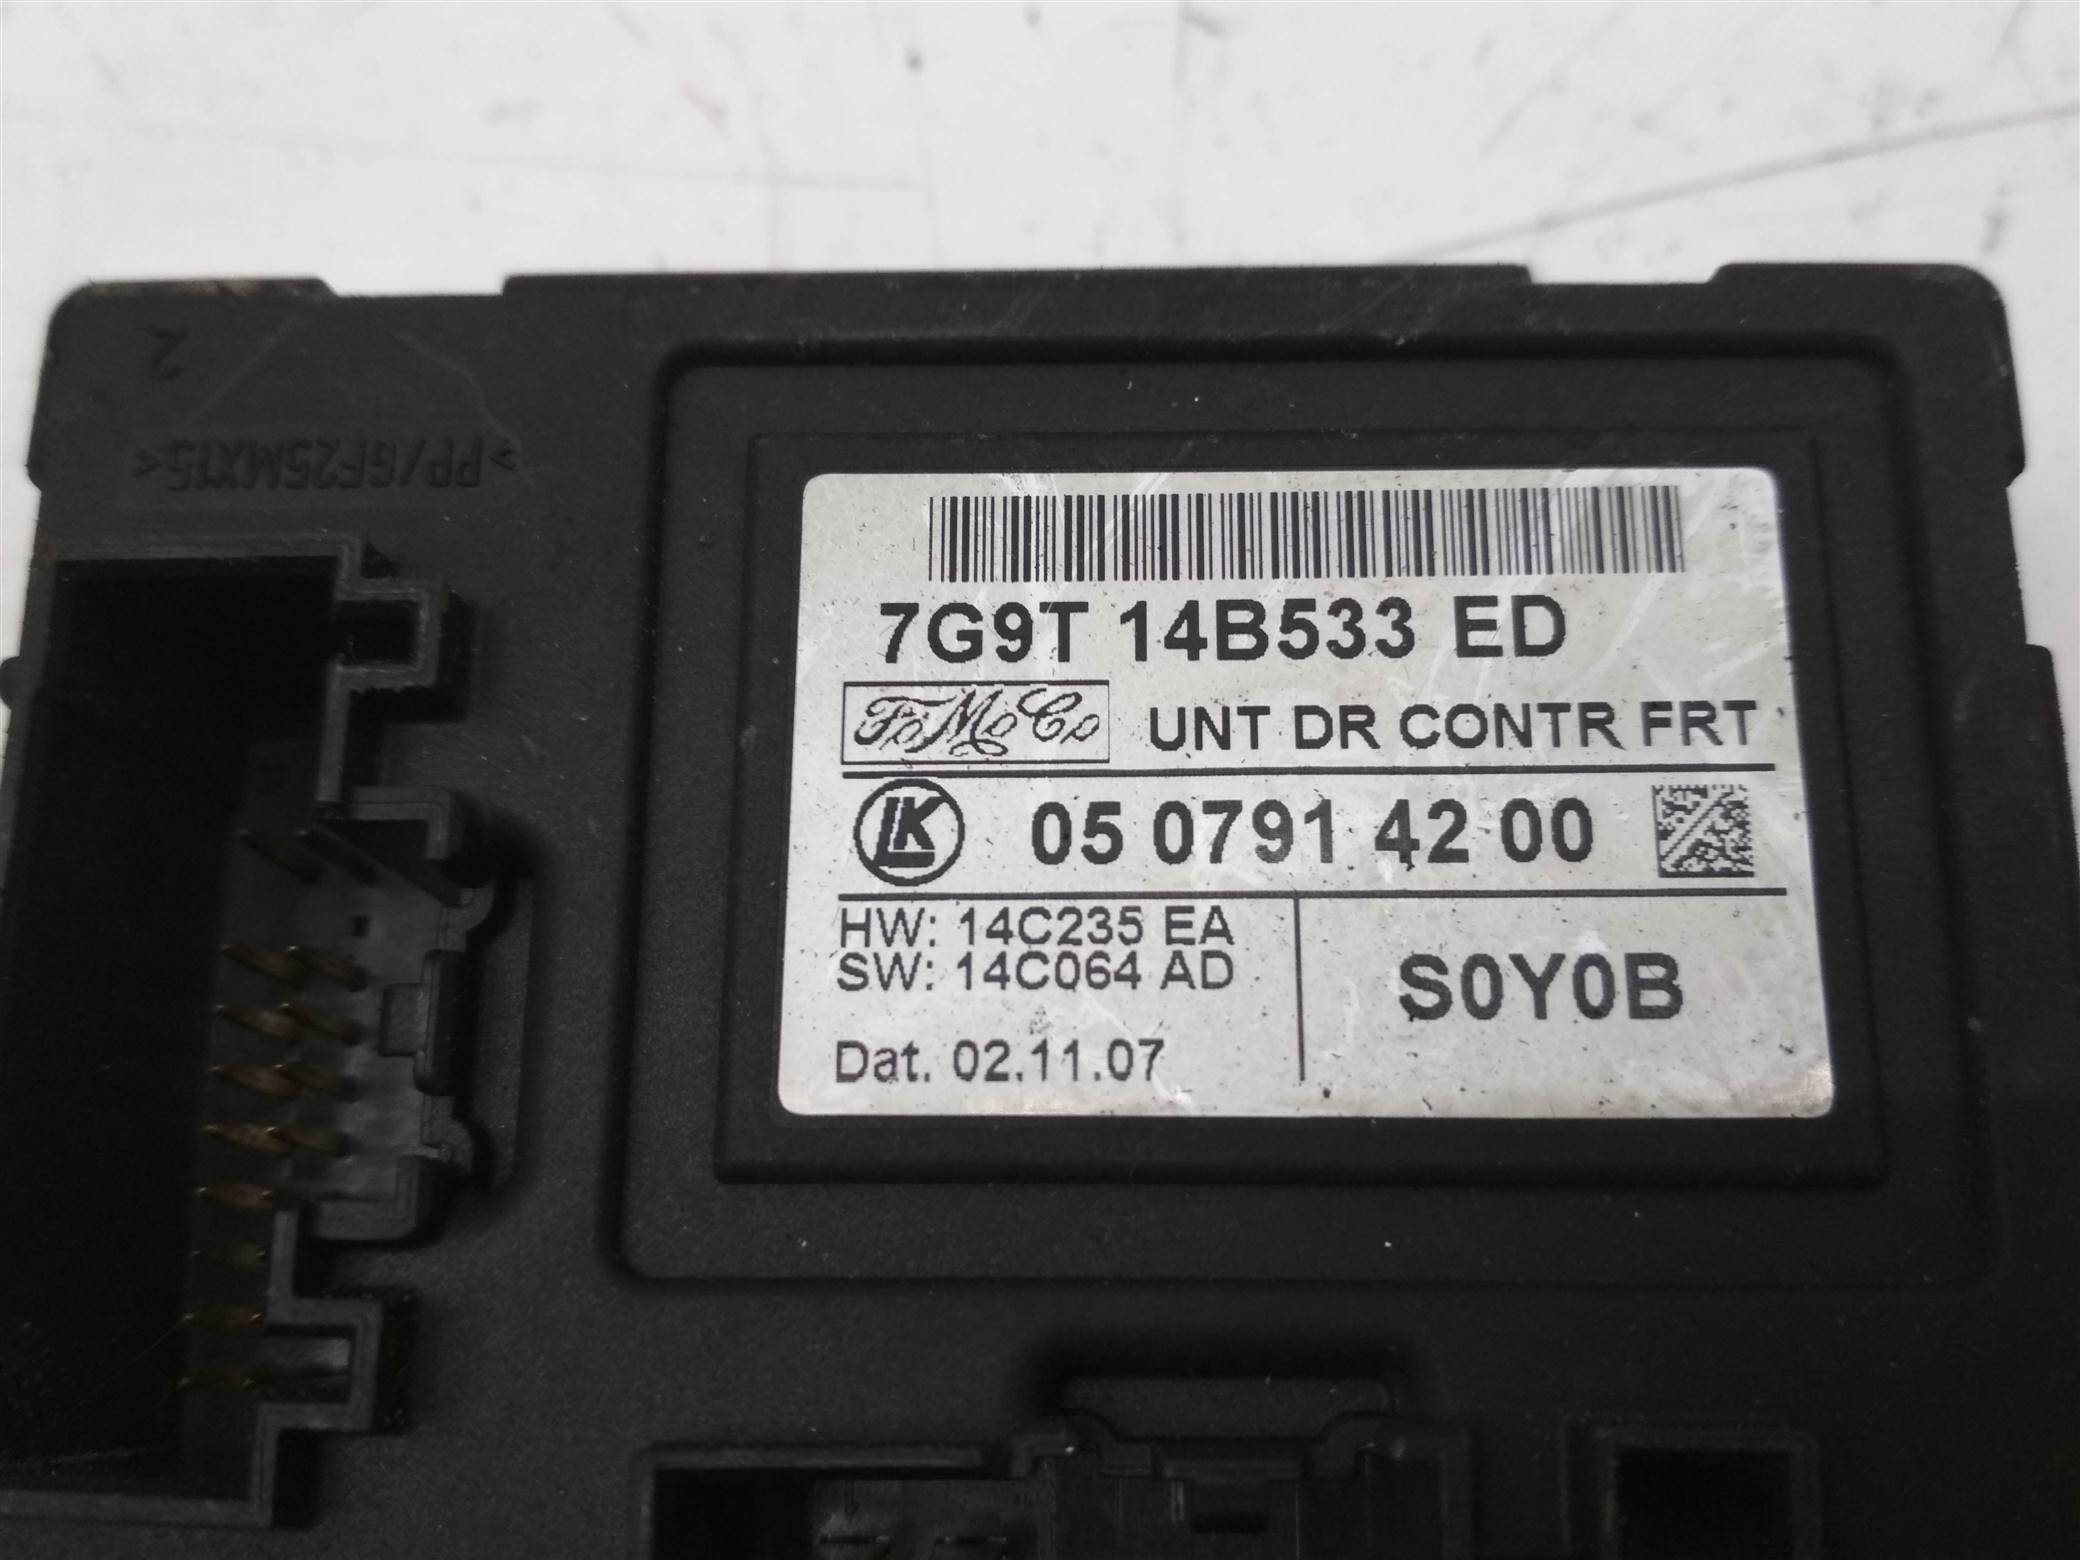 2
>PP/GF25MX15<
7G9T 14B533 ED
FoMoCo UNT DR CONTR FRT
LK 05 0791 42 00
HW: 14C235 EA
SW: 14C064 AD
S0Y0B
Dat. 02.11.07